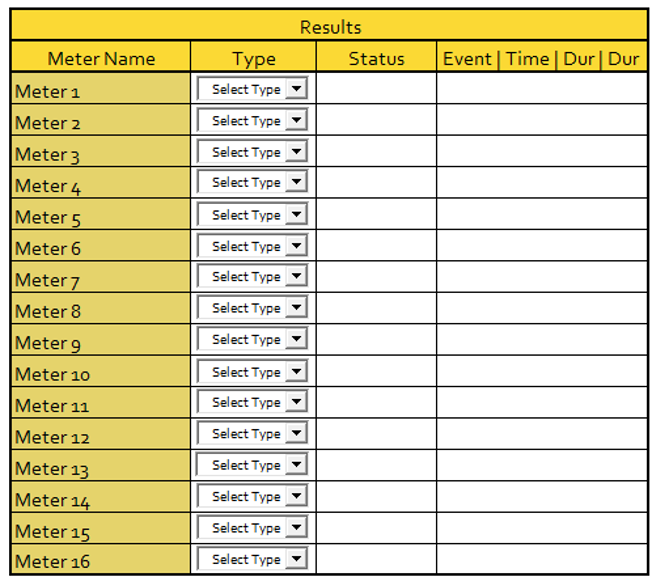 Results
Meter Name Type Status Event | Time | Dur | Dur
Meter 1 Select Type
Meter 2 Select Type
Meter 3 Select Type
Meter 4 Select Type
Meter 5 Select Type
Meter 6 Select Type
Meter 7 Select Type
Meter 8 Select Type
Meter 9 Select Type
Meter 10 Select Type
Meter 11 Select Type
Meter 12 Select Type
Meter 13 Select Type
Meter 14 Select Type
Meter 15 Select Type
Meter 16 Select Type